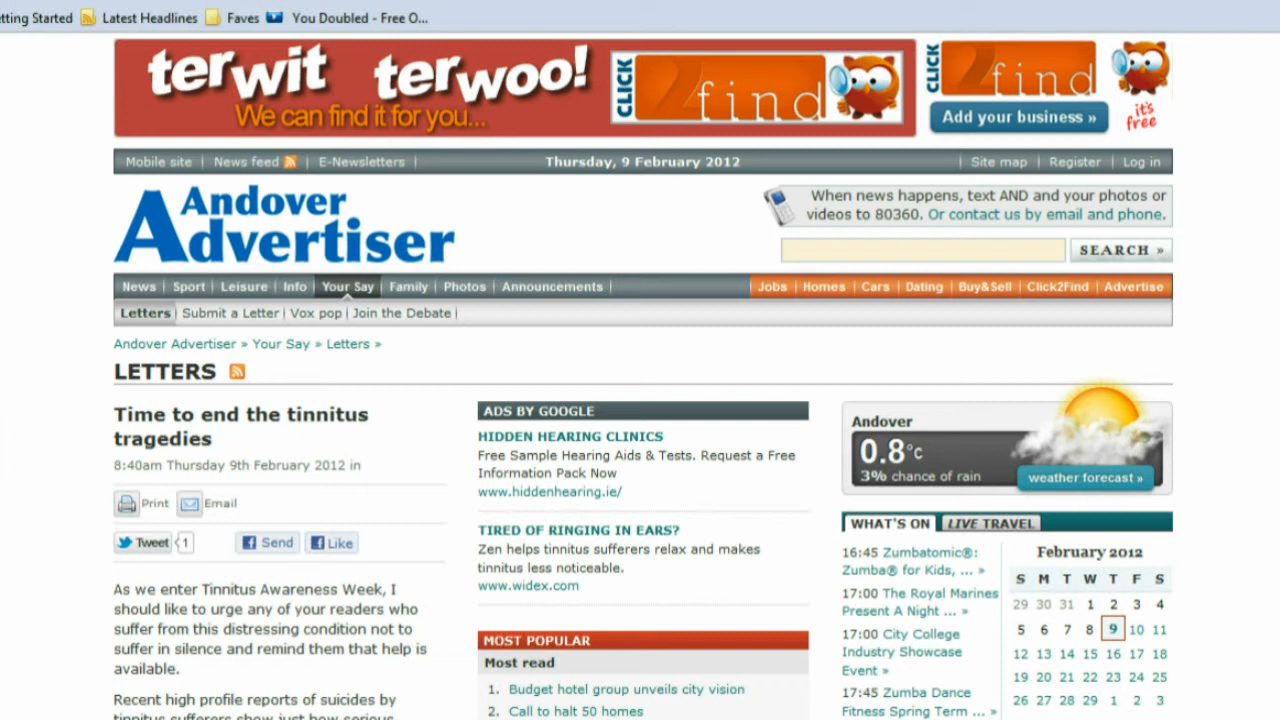 tting Started Latest Headlines Faves You Doubled - Free O...
terwit terwoo!
We can find it for you...
CLICK 2find
CLICK 2find
Add your business »
it's free
Mobile site | News feed | E-Newsletters |
Thursday, 9 February 2012
| Site map | Register | Log in
Andover
Advertiser
When news happens, text AND and your photos or
videos to 80360. Or contact us by email and phone.
SEARCH »
News | Sport | Leisure | Info | Your Say | Family | Photos | Announcements |
Jobs | Homes | Cars | Dating | Buy&Sell | Click2Find | Advertise
Letters | Submit a Letter | Vox pop | Join the Debate |
Andover Advertiser » Your Say » Letters »
LETTERS
Time to end the tinnitus
tragedies
8:40am Thursday 9th February 2012 in
Print Email
Tweet 1 Send Like
As we enter Tinnitus Awareness Week, I
should like to urge any of your readers who
suffer from this distressing condition not to
suffer in silence and remind them that help is
available.
Recent high profile reports of suicides by
tinnitus sufferers show just how serious
ADS BY GOOGLE
HIDDEN HEARING CLINICS
Free Sample Hearing Aids & Tests. Request a Free
Information Pack Now
www.hiddenhearing.ie/
TIRED OF RINGING IN EARS?
Zen helps tinnitus sufferers relax and makes
tinnitus less noticeable.
www.widex.com
MOST POPULAR
Most read
1. Budget hotel group unveils city vision
2. Call to halt 50 homes
Andover
0.8°c
3% chance of rain
weather forecast »
WHAT'S ON LIVE TRAVEL
16:45 Zumbatomic®:
Zumba® for Kids, ... »
17:00 The Royal Marines
Present A Night ... »
17:00 City College
Industry Showcase
Event »
17:45 Zumba Dance
Fitness Spring Term ... »
February 2012
S M T W T F S
29 30 31 1 2 3 4
5 6 7 8 9 10 11
12 13 14 15 16 17 18
19 20 21 22 23 24 25
26 27 28 29 1 2 3